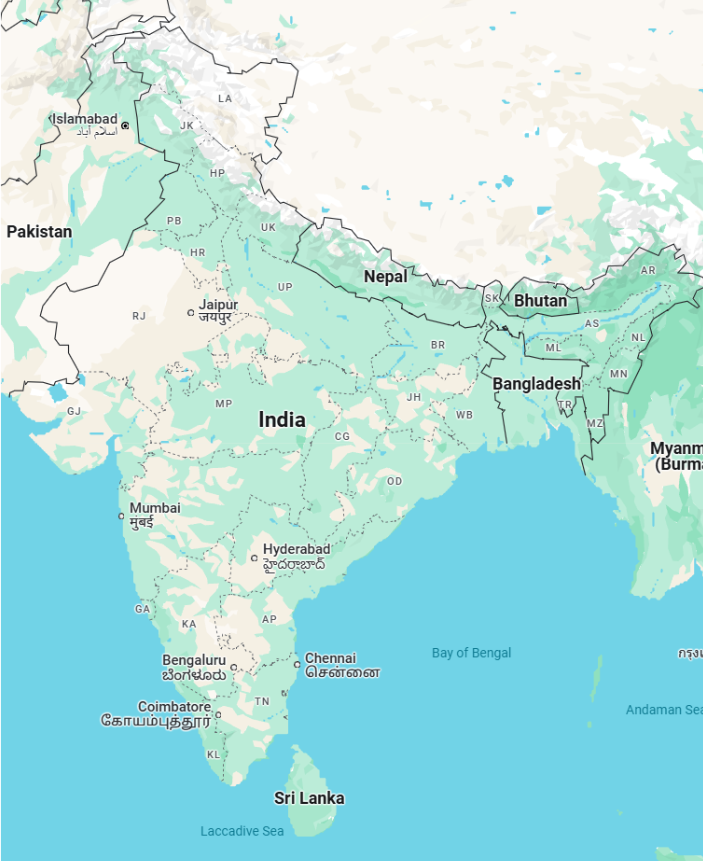 LA
Islamabad
اسلام آباد
JK
HP
Pakistan
PB
UK
HR
Nepal
AR
UP
SK
Bhutan
Jaipur
जयपुर
RJ
AS
NL
BR
ML
Bangladesh
MN
GJ
MP
India
JH
WB
TR
CG
MZ
Myanm
(Burma
OD
Mumbai
मुंबई
Hyderabad
హైదరాబాద్
GA
KA
AP
Bay of Bengal
กรุงเ
Bengaluru
ಬೆಂಗಳೂರು
Chennai
சென்னை
Coimbatore
கோயம்புத்தூர்
TN
Andaman Sea
KL
Sri Lanka
Laccadive Sea